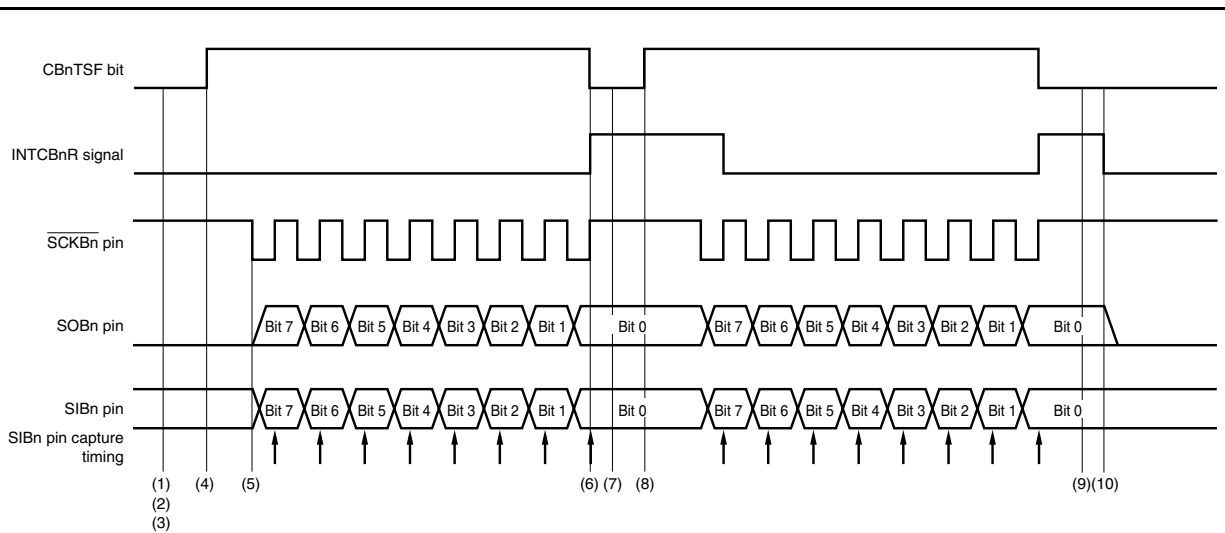 CBnTSF bit
INTCBnR signal
SCKBn pin
SOBn pin
Bit 7 Bit 6 Bit 5 Bit 4 Bit 3 Bit 2 Bit 1 Bit 0 Bit 7 Bit 6 Bit 5 Bit 4 Bit 3 Bit 2 Bit 1 Bit 0
SIBn pin
Bit 7 Bit 6 Bit 5 Bit 4 Bit 3 Bit 2 Bit 1 Bit 0 Bit 7 Bit 6 Bit 5 Bit 4 Bit 3 Bit 2 Bit 1 Bit 0
SIBn pin capture
timing
(1) (4) (5) (6) (7) (8) (9) (10)
(2)
(3)